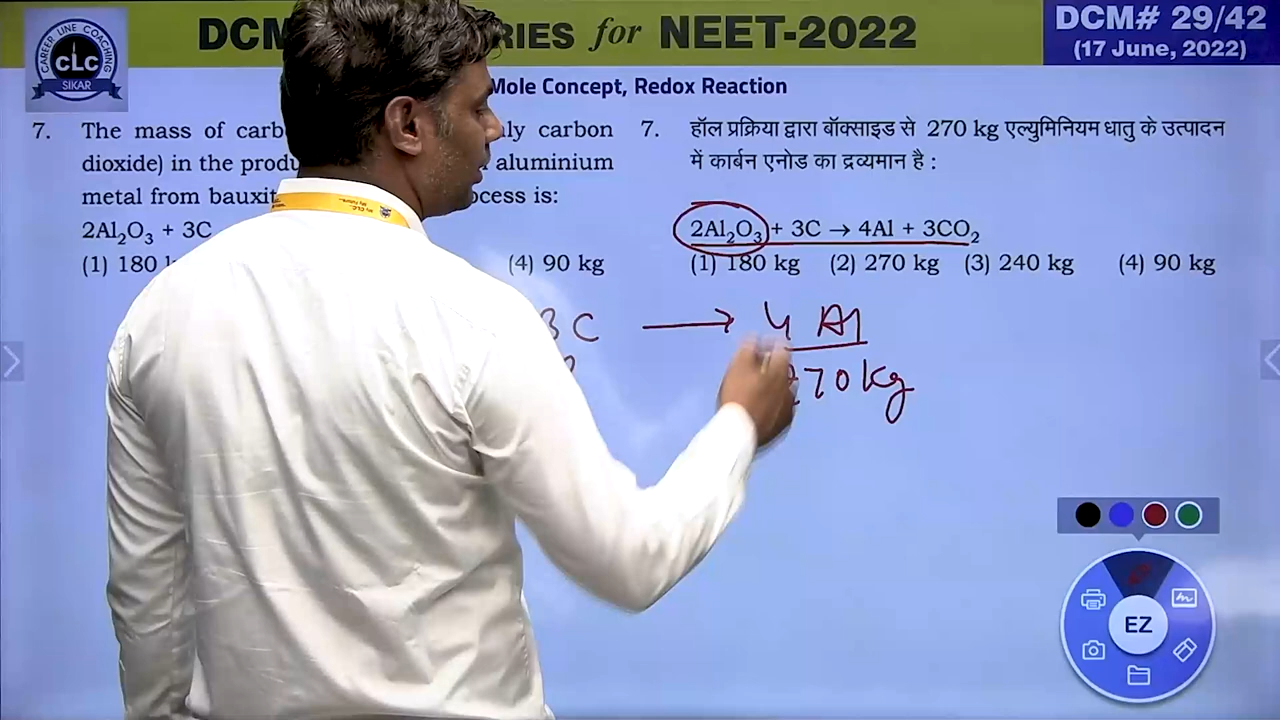 DCM RIES for NEET-2022
DCM# 29/42
(17 June, 2022)
CAREER LINE COACHING
CLC
SIKAR
Mole Concept, Redox Reaction
7. The mass of carb ly carbon
dioxide) in the produ aluminium
metal from bauxit cess is:
2Al₂O₃ + 3C
(1) 180 (4) 90 kg
7. हॉल प्रक्रिया द्वारा बॉक्साइड से 270 kg एल्युमिनियम धातु के उत्पादन
में कार्बन एनोड का द्रव्यमान है :
2Al₂O₃ + 3C → 4Al + 3CO₂
(1) 180 kg (2) 270 kg (3) 240 kg (4) 90 kg
3C → 4 Al
270 kg
EZ